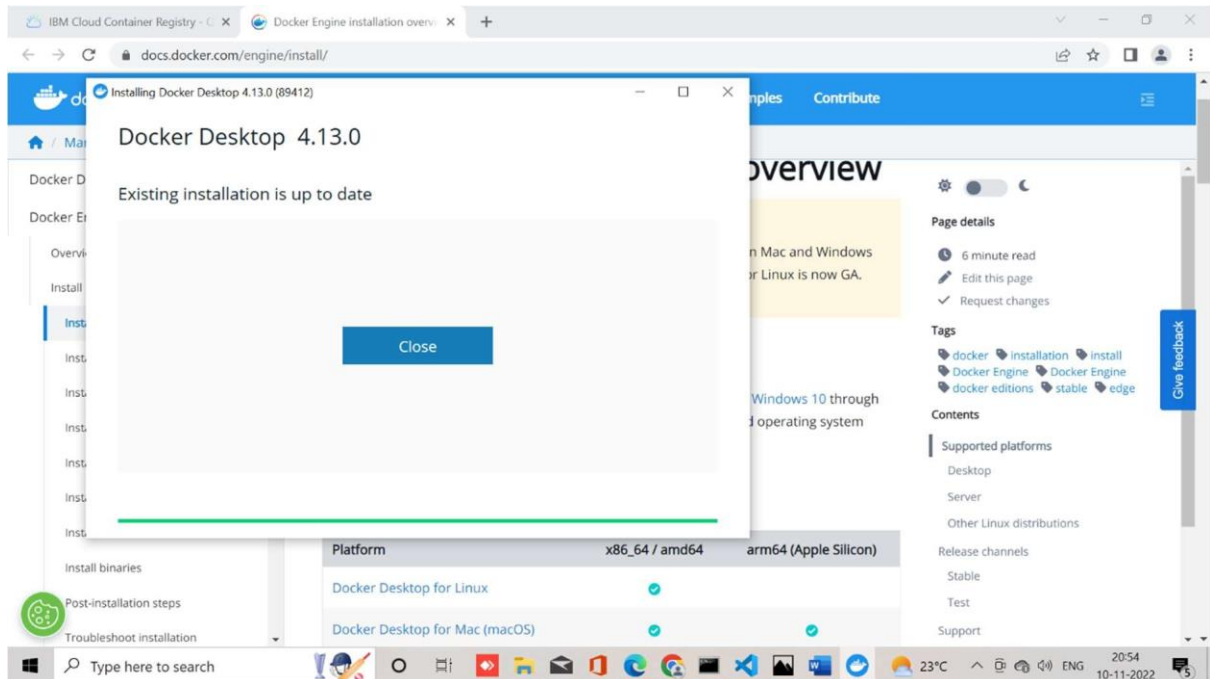 IBM Cloud Container Registry - C
Docker Engine installation overvi
docs.docker.com/engine/install/
Installing Docker Desktop 4.13.0 (89412)
Contribute
Docker Desktop 4.13.0
Existing installation is up to date
Close
overview
Docker D
Docker En
Overvi
Install
Inst
Inst
Inst
Inst
Inst
Inst
Inst
Install binaries
Post-installation steps
Troubleshoot installation
n Mac and Windows
or Linux is now GA.
Windows 10 through
d operating system
Platform x86_64 / amd64 arm64 (Apple Silicon)
Docker Desktop for Linux
Docker Desktop for Mac (macOS)
Page details
6 minute read
Edit this page
Request changes
Tags
docker installation install
Docker Engine Docker Engine
docker editions stable edge
Contents
Supported platforms
Desktop
Server
Other Linux distributions
Release channels
Stable
Test
Support
Give feedback
Type here to search
23°C ENG 20:54
10-11-2022
5